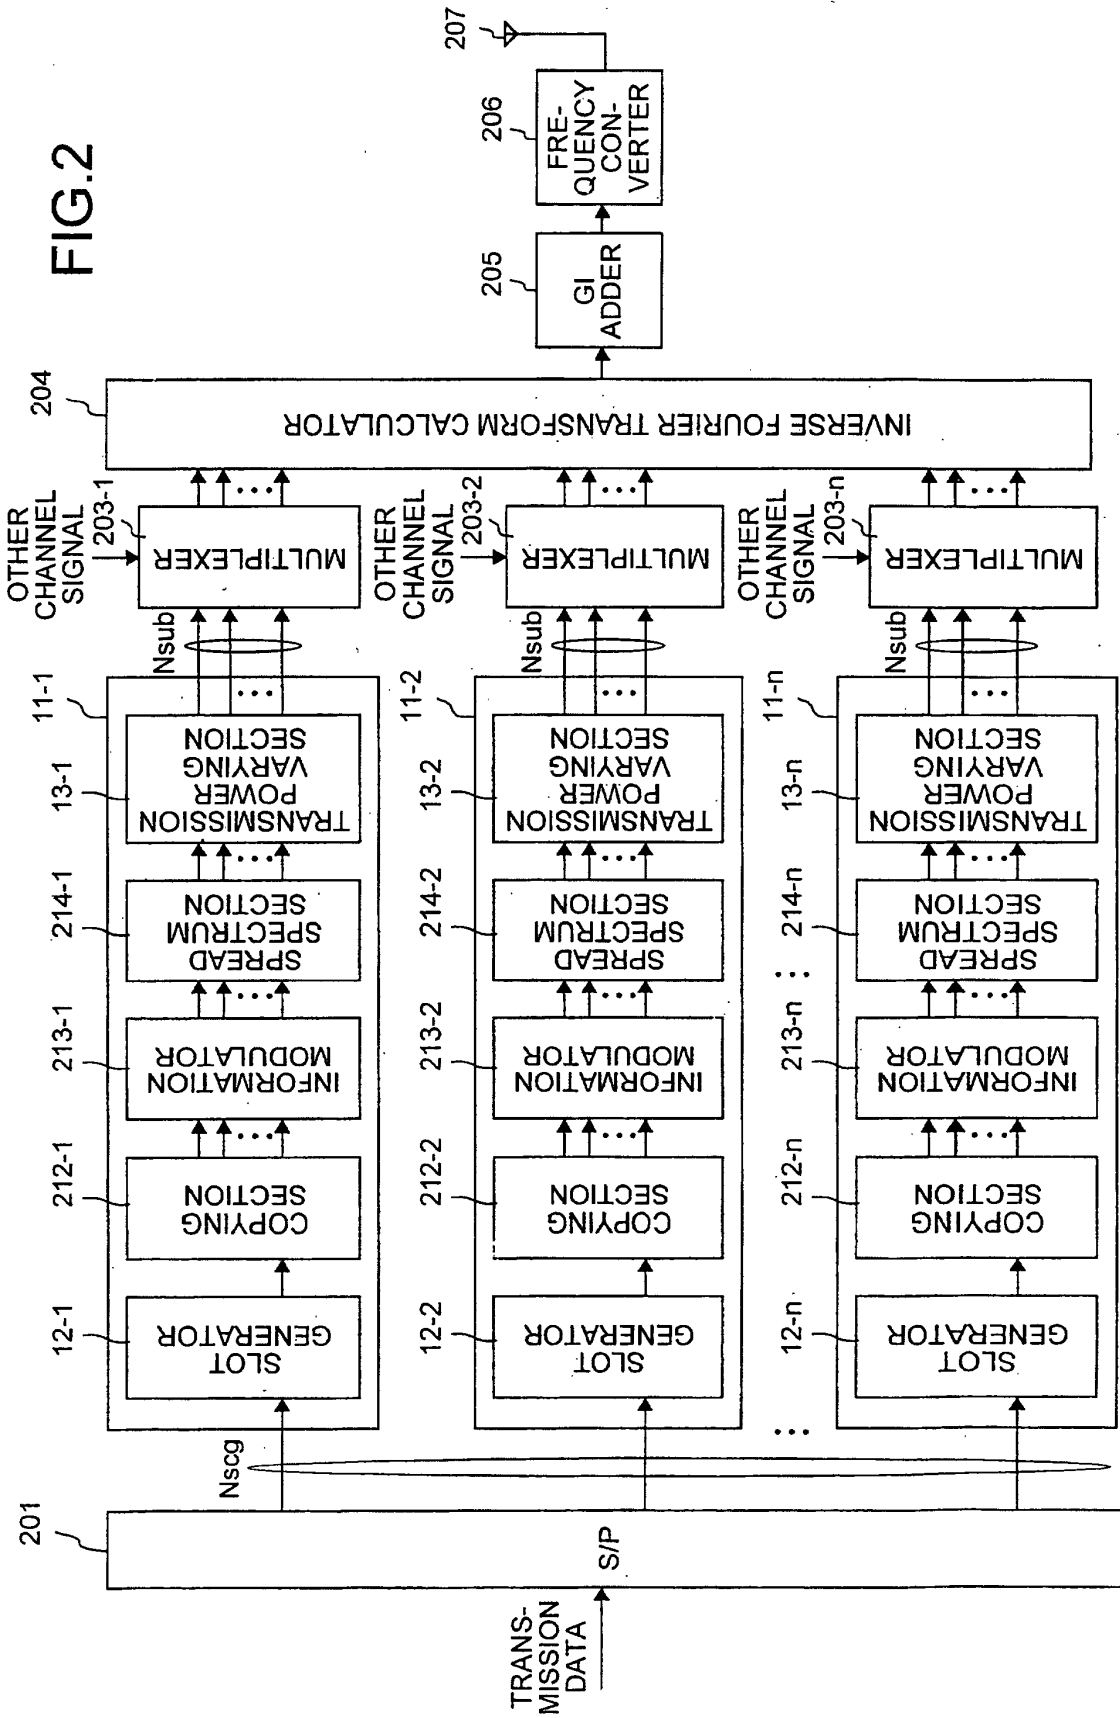 FIG.2
TRANS-
MISSION
DATA
201
S/P
Nscg
11-1
12-1
SLOT
GENERATOR
212-1
COPYING
SECTION
213-1
INFORMATION
MODULATOR
214-1
SPREAD
SPECTRUM
SECTION
13-1
TRANSMISSION
POWER
VARYING
SECTION
Nsub
OTHER
CHANNEL
SIGNAL
203-1
MULTIPLEXER
11-2
12-2
SLOT
GENERATOR
212-2
COPYING
SECTION
213-2
INFORMATION
MODULATOR
214-2
SPREAD
SPECTRUM
SECTION
13-2
TRANSMISSION
POWER
VARYING
SECTION
Nsub
OTHER
CHANNEL
SIGNAL
203-2
MULTIPLEXER
11-n
12-n
SLOT
GENERATOR
212-n
COPYING
SECTION
213-n
INFORMATION
MODULATOR
214-n
SPREAD
SPECTRUM
SECTION
13-n
TRANSMISSION
POWER
VARYING
SECTION
Nsub
OTHER
CHANNEL
SIGNAL
203-n
MULTIPLEXER
204
INVERSE FOURIER TRANSFORM CALCULATOR
205
GI
ADDER
206
FRE-
QUENCY
CON-
VERTER
207